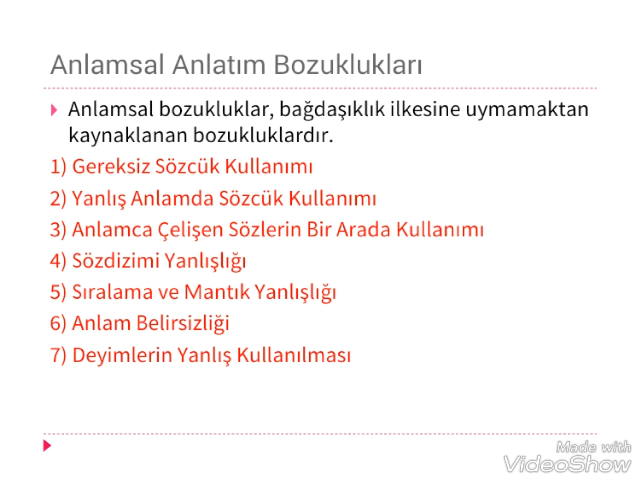 Anlamsal Anlatım Bozuklukları
Anlamsal bozukluklar, bağdaşıklık ilkesine uymamaktan
kaynaklanan bozukluklardır.
1) Gereksiz Sözcük Kullanımı
2) Yanlış Anlamda Sözcük Kullanımı
3) Anlamca Çelişen Sözlerin Bir Arada Kullanımı
4) Sözdizimi Yanlışlığı
5) Sıralama ve Mantık Yanlışlığı
6) Anlam Belirsizliği
7) Deyimlerin Yanlış Kullanılması
Made with
VideoShow